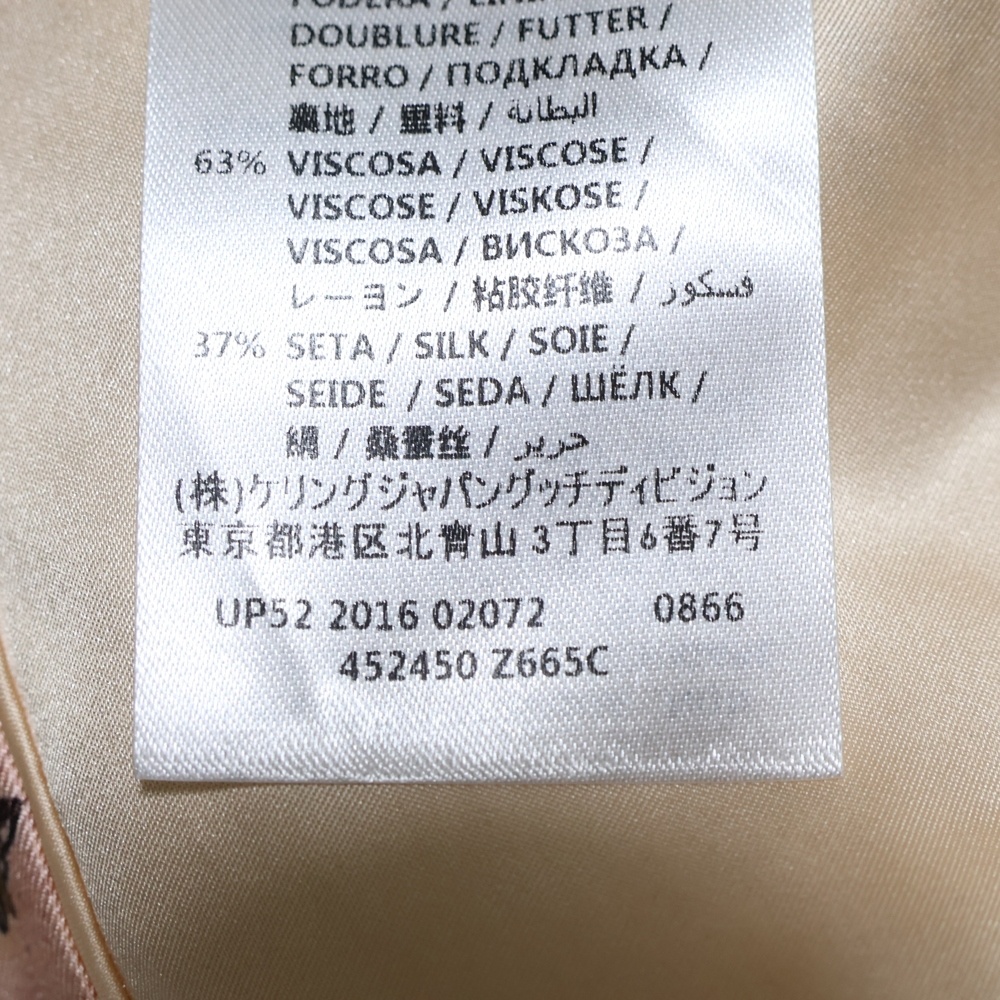 FODERA /
DOUBLURE / FUTTER /
FORRO / ПОДКЛАДКА /
裏地 / 里料 / البطانة
63% VISCOSA / VISCOSE /
VISCOSE / VISKOSE /
VISCOSA / ВИСКОЗА /
レーヨン / 粘胶纤维 / فسكوز
37% SETA / SILK / SOIE /
SEIDE / SEDA / ШЁЛК /
絹 / 桑蚕丝 / حرير
(株)ケリングジャパングッチディビジョン
東京都港区北青山3丁目6番7号
UP52 2016 02072 0866
452450 Z665C